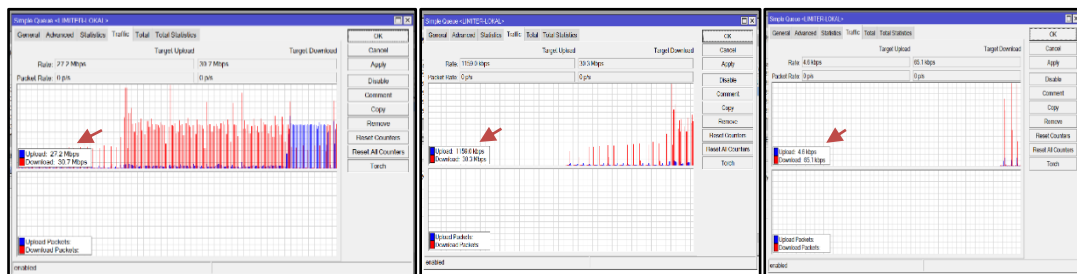 Simple Queue <LIMITER-LOKAL>
General Advanced Statistics Traffic Total Total Statistics
Target Upload Target Download
Rate: 27.2 Mbps 30.7 Mbps
Packet Rate: 0 p/s 0 p/s
Upload: 27.2 Mbps
Download: 30.7 Mbps
Upload Packets:
Download Packets:
enabled
OK
Cancel
Apply
Disable
Comment
Copy
Remove
Reset Counters
Reset All Counters
Torch
Simple Queue <LIMITER-LOKAL>
General Advanced Statistics Traffic Total Total Statistics
Target Upload Target Download
Rate: 1159.0 kbps 30.3 Mbps
Packet Rate: 0 p/s 0 p/s
Upload: 1159.0 kbps
Download: 30.3 Mbps
Upload Packets:
Download Packets:
enabled
OK
Cancel
Apply
Disable
Comment
Copy
Remove
Reset Counters
Reset All Counters
Torch
Simple Queue <LIMITER-LOKAL>
General Advanced Statistics Traffic Total Total Statistics
Target Upload Target Download
Rate: 4.6 kbps 65.1 kbps
Packet Rate: 0 p/s 0 p/s
Upload: 4.6 kbps
Download: 65.1 kbps
Upload Packets:
Download Packets:
enabled
OK
Cancel
Apply
Disable
Comment
Copy
Remove
Reset Counters
Reset All Counters
Torch